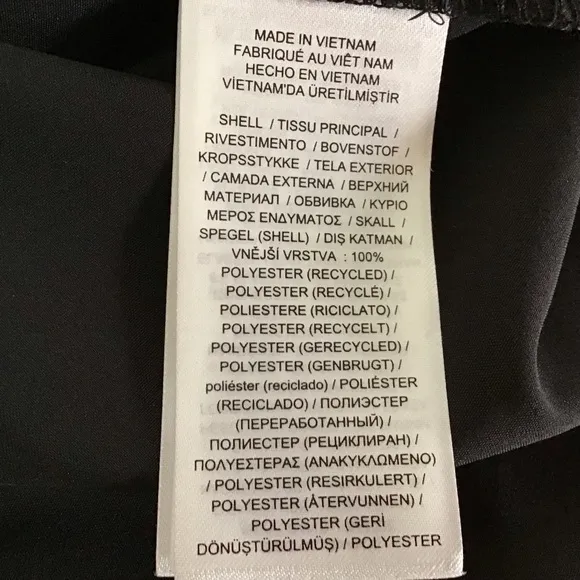 MADE IN VIETNAM
FABRIQUÉ AU VIÊT NAM
HECHO EN VIETNAM
VİETNAM'DA ÜRETİLMİŞTİR
SHELL / TISSU PRINCIPAL /
RIVESTIMENTO / BOVENSTOF /
KROPSSTYKKE / TELA EXTERIOR
/ CAMADA EXTERNA / ВЕРХНИЙ
МАТЕРИАЛ / ОБВИВКА / ΚΥΡΙΟ
ΜΕΡΟΣ ΕΝΔΥΜΑΤΟΣ / SKALL /
SPEGEL (SHELL) / DIŞ KATMAN /
VNĚJŠÍ VRSTVA : 100%
POLYESTER (RECYCLED) /
POLYESTER (RECYCLÉ) /
POLIESTERE (RICICLATO) /
POLYESTER (RECYCELT) /
POLYESTER (GERECYCLED) /
POLYESTER (GENBRUGT) /
poliéster (reciclado) / POLIÉSTER
(RECICLADO) / ПОЛИЭСТЕР
(ПЕРЕРАБОТАННЫЙ) /
ПОЛИЕСТЕР (РЕЦИКЛИРАН) /
ΠΟΛΥΕΣΤΕΡΑΣ (ΑΝΑΚΥΚΛΩΜΕΝΟ)
/ POLYESTER (RESIRKULERT) /
POLYESTER (ÅTERVUNNEN) /
POLYESTER (GERİ
DÖNÜŞTÜRÜLMÜŞ) / POLYESTER